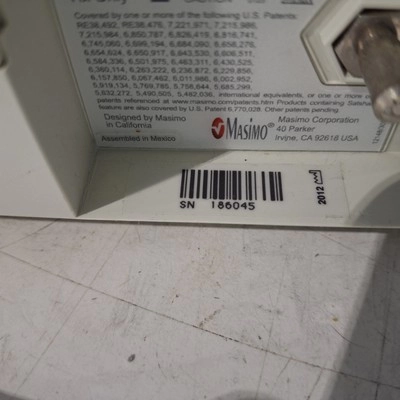 Covered by one or more of the following U.S. Patents:
RE38,492, RE38,476, 7,221,971, 7,215,986,
7,215,984, 6,850,787, 6,826,419, 6,816,741,
6,745,060, 6,699,194, 6,684,090, 6,658,276,
6,654,624, 6,650,917, 6,643,530, 6,606,511,
6,584,336, 6,501,975, 6,463,311, 6,430,525,
6,360,114, 6,263,222, 6,236,872, 6,229,856,
6,157,850, 6,067,462, 6,011,986, 6,002,952,
5,919,134, 5,769,785, 5,758,644, 5,685,299,
5,632,272, 5,490,505, 5,482,036, international equivalents, or one or more
patents referenced at www.masimo.com/patents.htm. Products containing
feature are also covered by U.S. Patent 6,770,028. Other patents pending.
Designed by Masimo
in California
Assembled in Mexico
MASIMO®
Masimo Corporation
40 Parker
Irvine, CA 92618 USA
SN 186045
2012